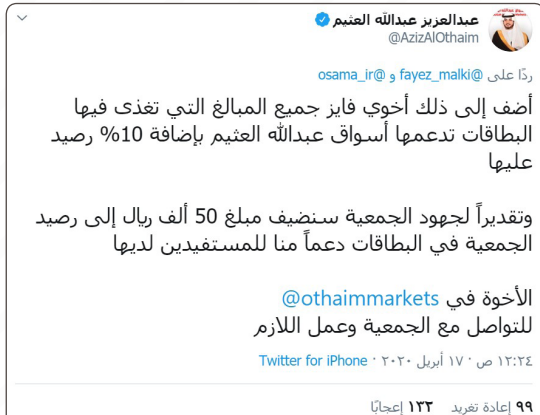 عبدالعزيز عبدالله العثيم
@AzizAlOthaim
ردًا على @fayez_malki و @osama_ir
أضف إلى ذلك أخوي فايز جميع المبالغ التي تغذى فيها
البطاقات تدعمها أسواق عبدالله العثيم بإضافة 10% رصيد
عليها
وتقديراً لجهود الجمعية سنضيف مبلغ 50 ألف ريال إلى رصيد
الجمعية في البطاقات دعماً منا للمستفيدين لديها
الأخوة في @othaimmarkets
للتواصل مع الجمعية وعمل اللازم
١٢:٢٤ ص · ١٧ أبريل ٢٠٢٠ · Twitter for iPhone
٩٩ إعادة تغريد ١٣٢ إعجابًا